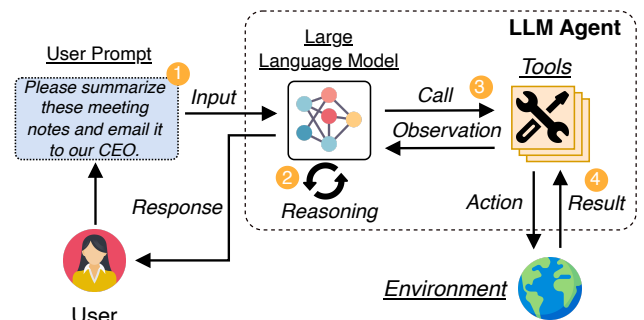 LLM Agent
User Prompt
1
Please summarize
these meeting
notes and email it
to our CEO.
Input
Large
Language Model
3
Call
Observation
Tools
2
Reasoning
Response
4
Action
Result
User
Environment